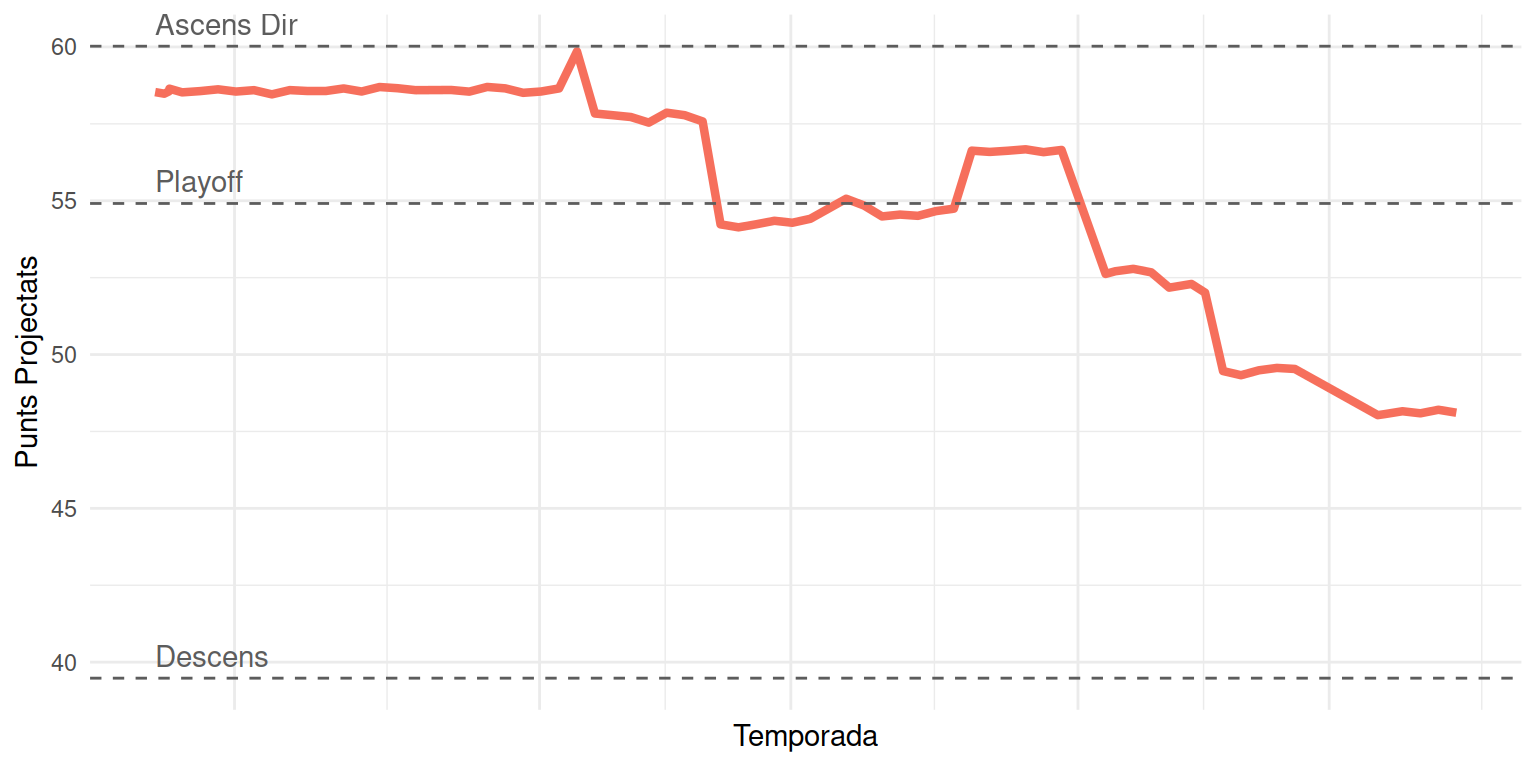 Ascens Dir
60
Playoff
55
Punts Projectats
50
45
Descens
40
Temporada